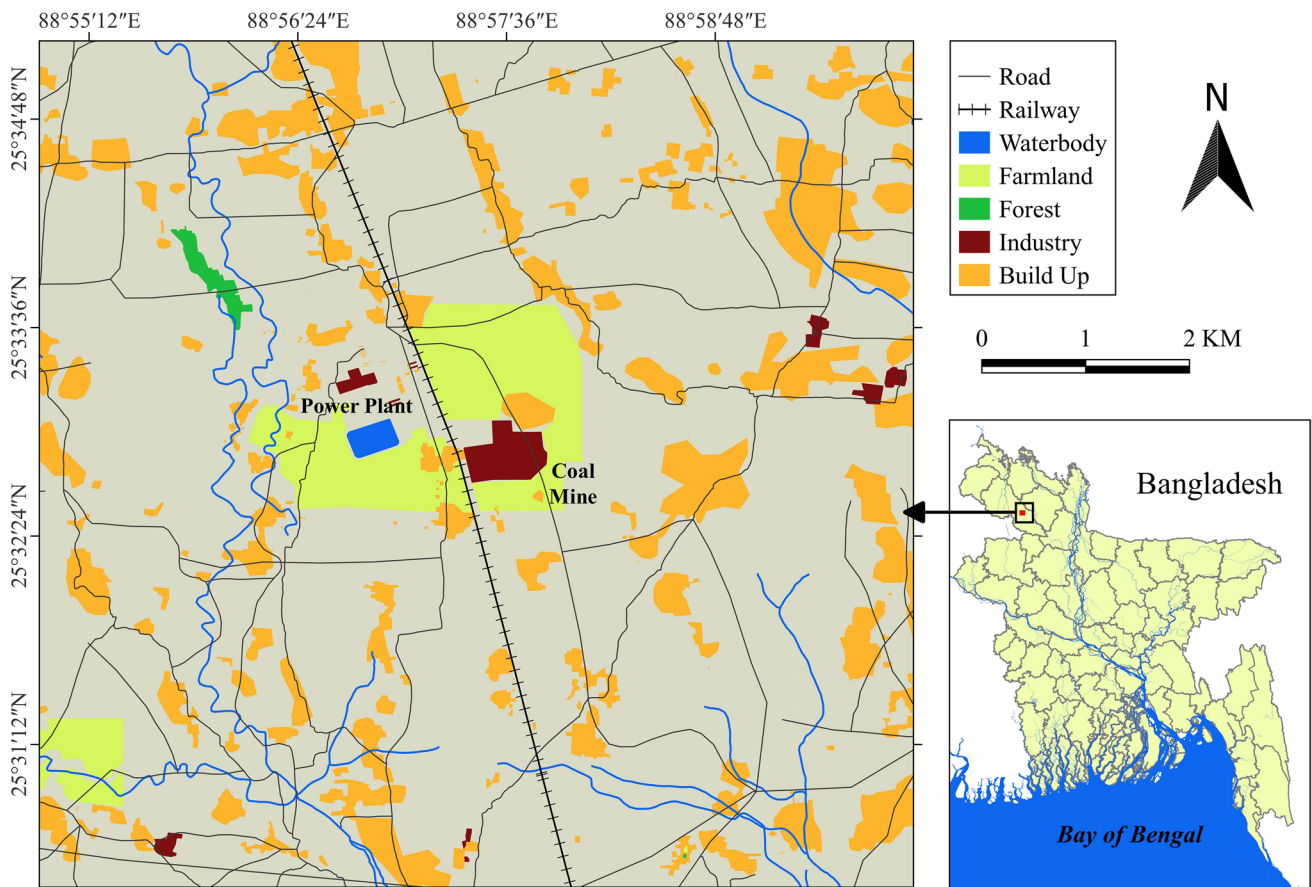 88°55′12″E
88°56′24″E
88°57′36″E
88°58′48″E
25°34′48″N
25°33′36″N
25°32′24″N
25°31′12″N
Power Plant
Coal
Mine
Road
Railway
Waterbody
Farmland
Forest
Industry
Build Up
N
0 1 2 KM
Bangladesh
Bay of Bengal